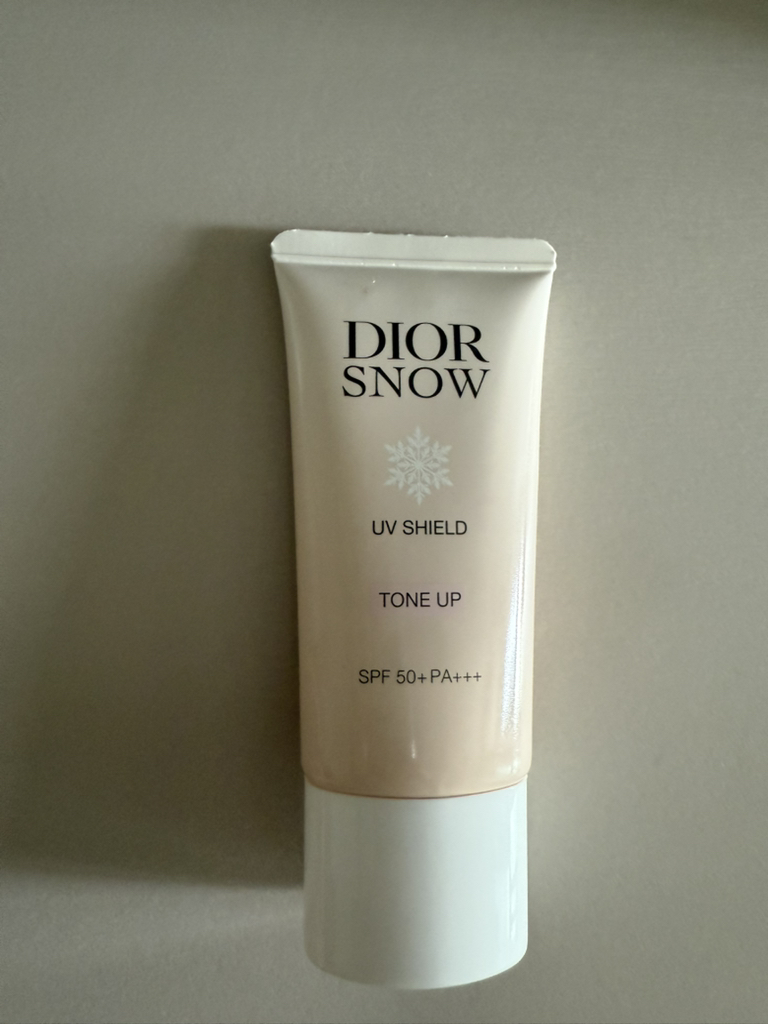 DIOR
SNOW
UV SHIELD
TONE UP
SPF 50+ PA+++